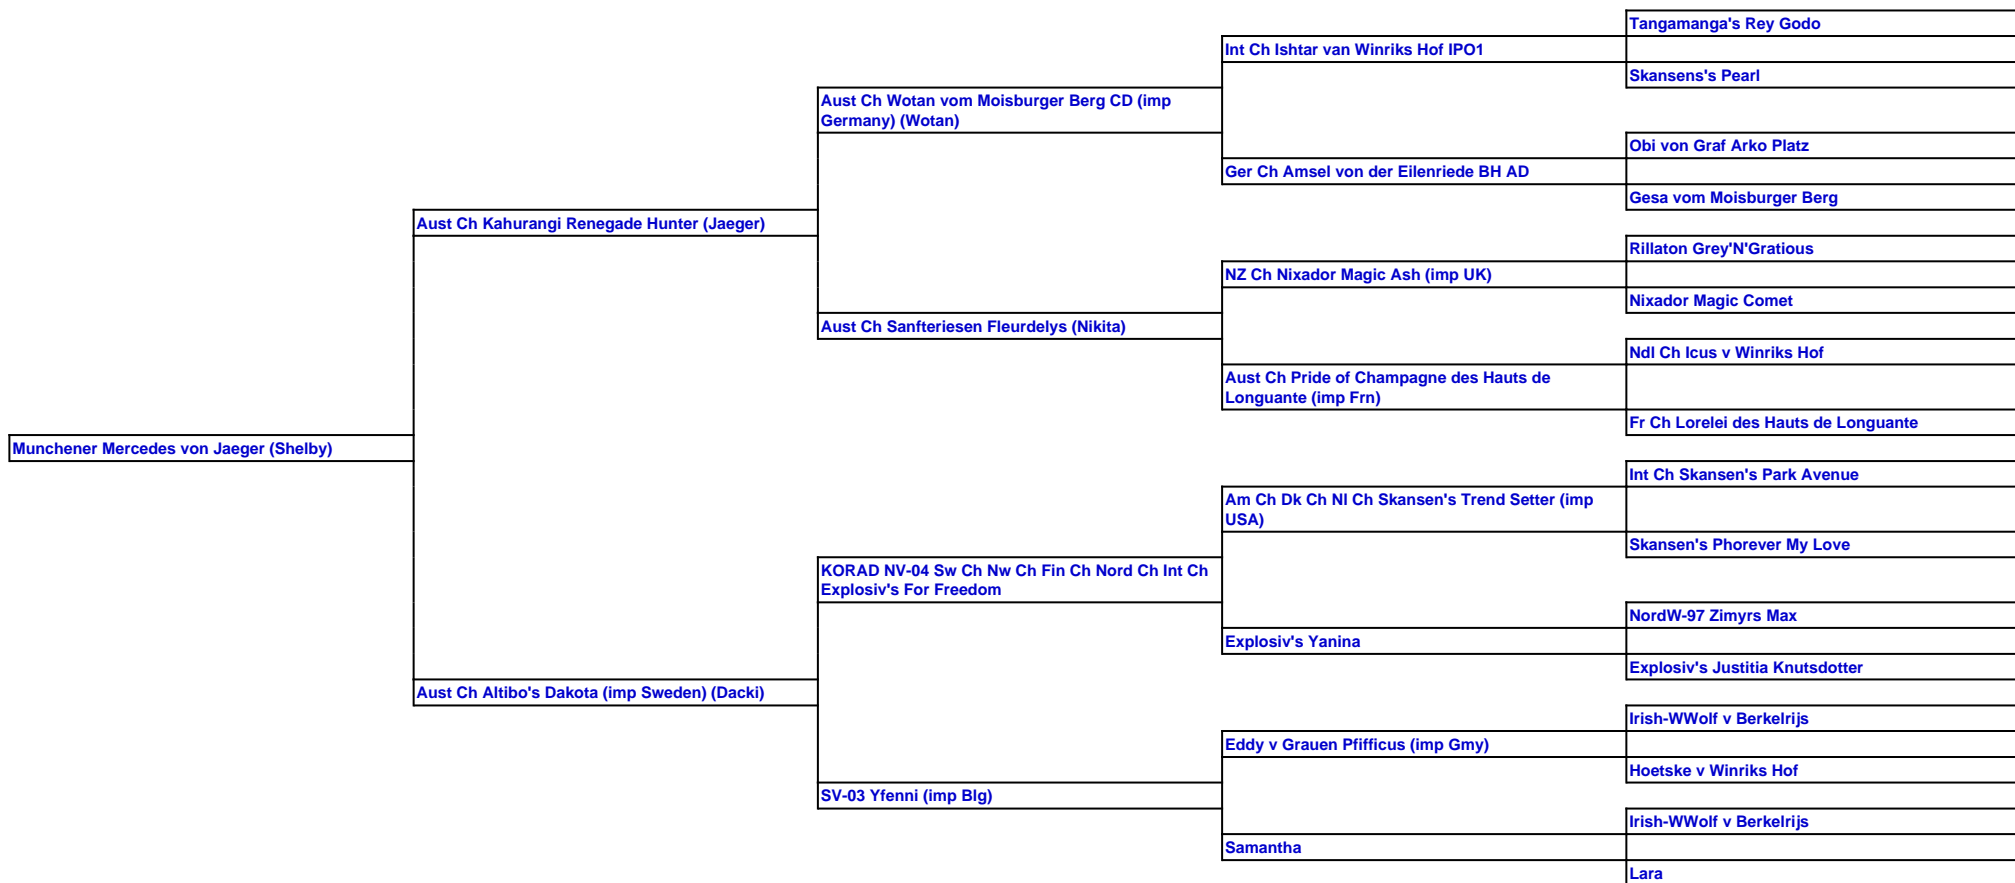 Tangamanga's Rey Godo
Int Ch Ishtar van Winriks Hof IPO1
Skansens's Pearl
Aust Ch Wotan vom Moisburger Berg CD (imp
Germany) (Wotan)
Obi von Graf Arko Platz
Ger Ch Amsel von der Eilenriede BH AD
Gesa vom Moisburger Berg
Aust Ch Kahurangi Renegade Hunter (Jaeger)
Rillaton Grey'N'Gratious
NZ Ch Nixador Magic Ash (imp UK)
Nixador Magic Comet
Aust Ch Sanfteriesen Fleurdelys (Nikita)
Ndl Ch Icus v Winriks Hof
Aust Ch Pride of Champagne des Hauts de
Longuante (imp Frn)
Fr Ch Lorelei des Hauts de Longuante
Munchener Mercedes von Jaeger (Shelby)
Int Ch Skansen's Park Avenue
Am Ch Dk Ch Nl Ch Skansen's Trend Setter (imp
USA)
Skansen's Phorever My Love
KORAD NV-04 Sw Ch Nw Ch Fin Ch Nord Ch Int Ch
Explosiv's For Freedom
NordW-97 Zimyrs Max
Explosiv's Yanina
Explosiv's Justitia Knutsdotter
Aust Ch Altibo's Dakota (imp Sweden) (Dacki)
Irish-WWolf v Berkelrijs
Eddy v Grauen Pfifficus (imp Gmy)
Hoetske v Winriks Hof
SV-03 Yfenni (imp Blg)
Irish-WWolf v Berkelrijs
Samantha
Lara